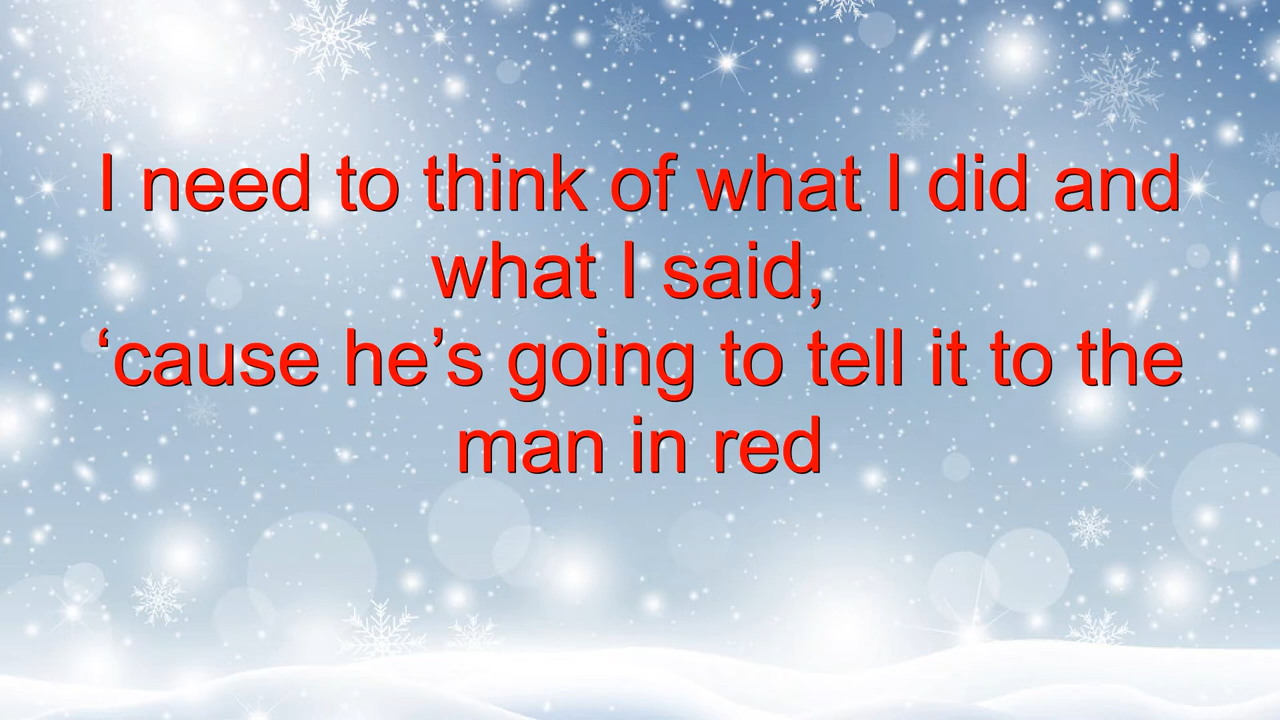 I need to think of what I did and
what I said,
‘cause he’s going to tell it to the
man in red